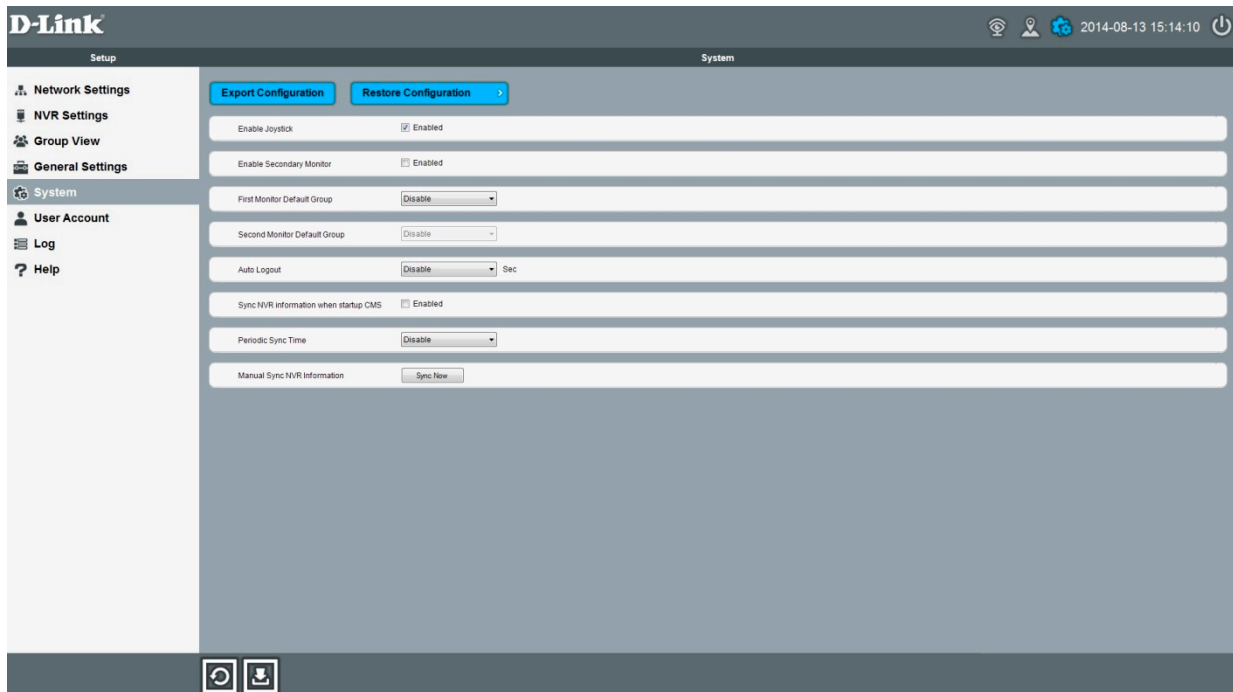 D-Link
2014-08-13 15:14:10
Setup
System
Network Settings
NVR Settings
Group View
General Settings
System
User Account
Log
Help
Export Configuration
Restore Configuration >
Enable Joystick Enabled
Enable Secondary Monitor Enabled
First Monitor Default Group Disable
Second Monitor Default Group Disable
Auto Logout Disable Sec
Sync NVR information when startup CMS Enabled
Periodic Sync Time Disable
Manual Sync NVR Information Sync Now